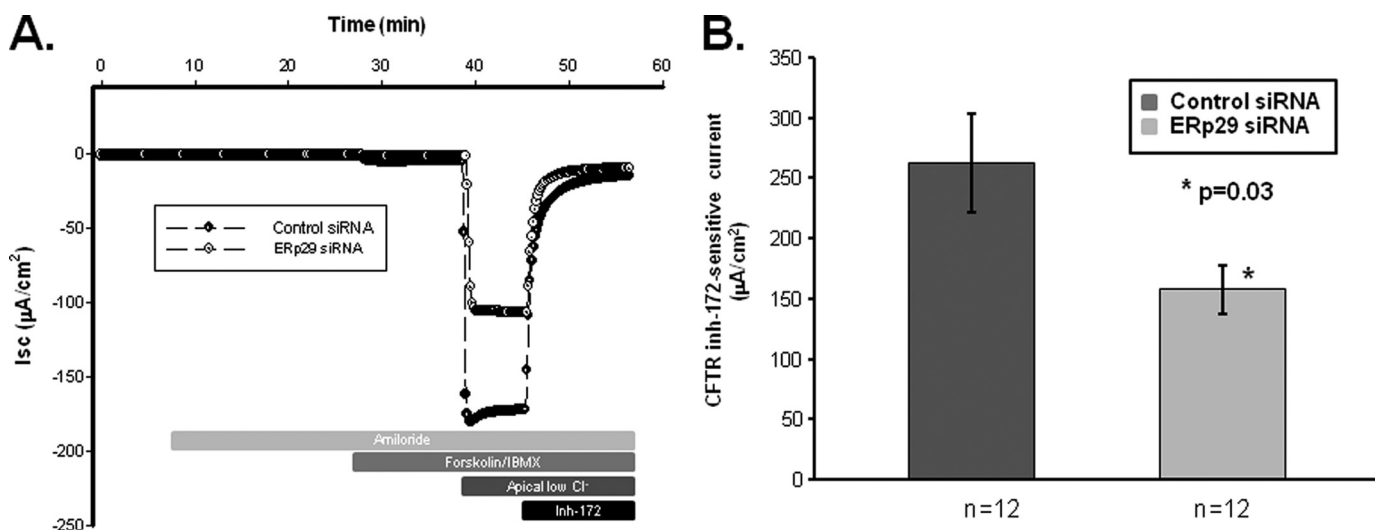 A.
Time (min)
0 10 20 30 40 50 60
0
-50
-100
-150
-200
-250
Isc (µA/cm²)
Control siRNA
ERp29 siRNA
Amiloride
Forskolin/IBMX
Apical low Cl⁻
Inh-172
B.
350
300
250
200
150
100
50
0
CFTR inh-172-sensitive current
(µA/cm²)
Control siRNA
ERp29 siRNA
* p=0.03
*
n=12 n=12